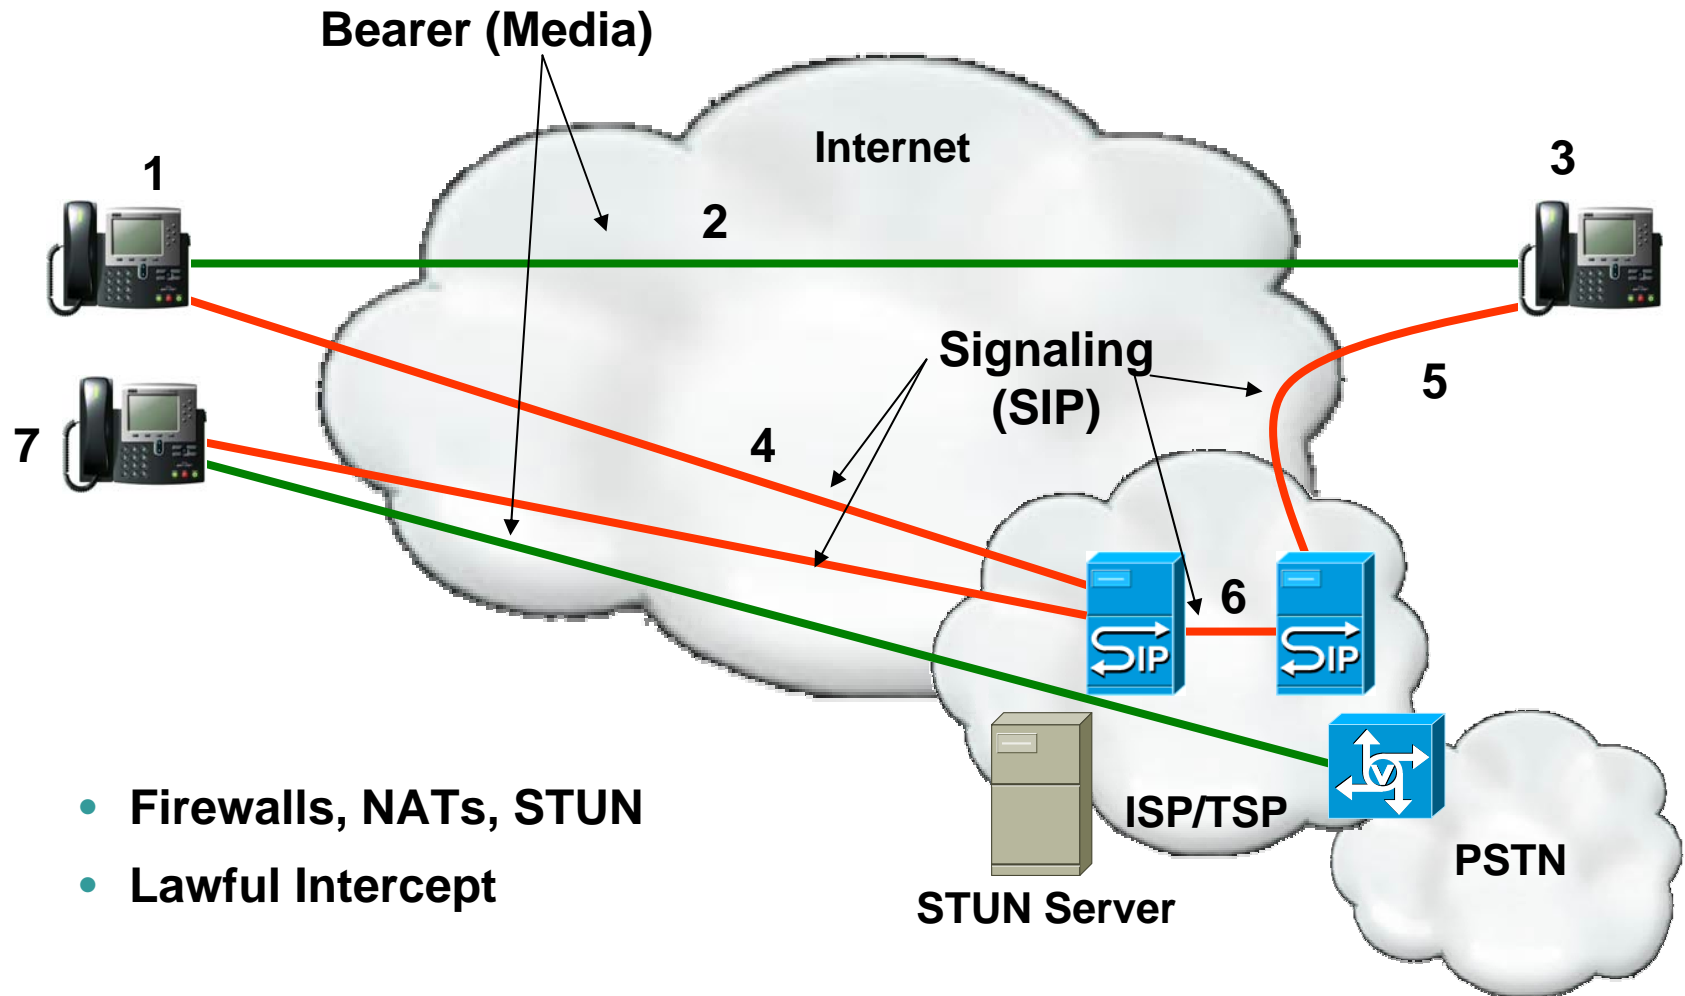 Bearer (Media)
Internet
1
2
3
Signaling
(SIP)
5
4
7
6
SIP
SIP
V
• Firewalls, NATs, STUN
ISP/TSP
• Lawful Intercept
PSTN
STUN Server